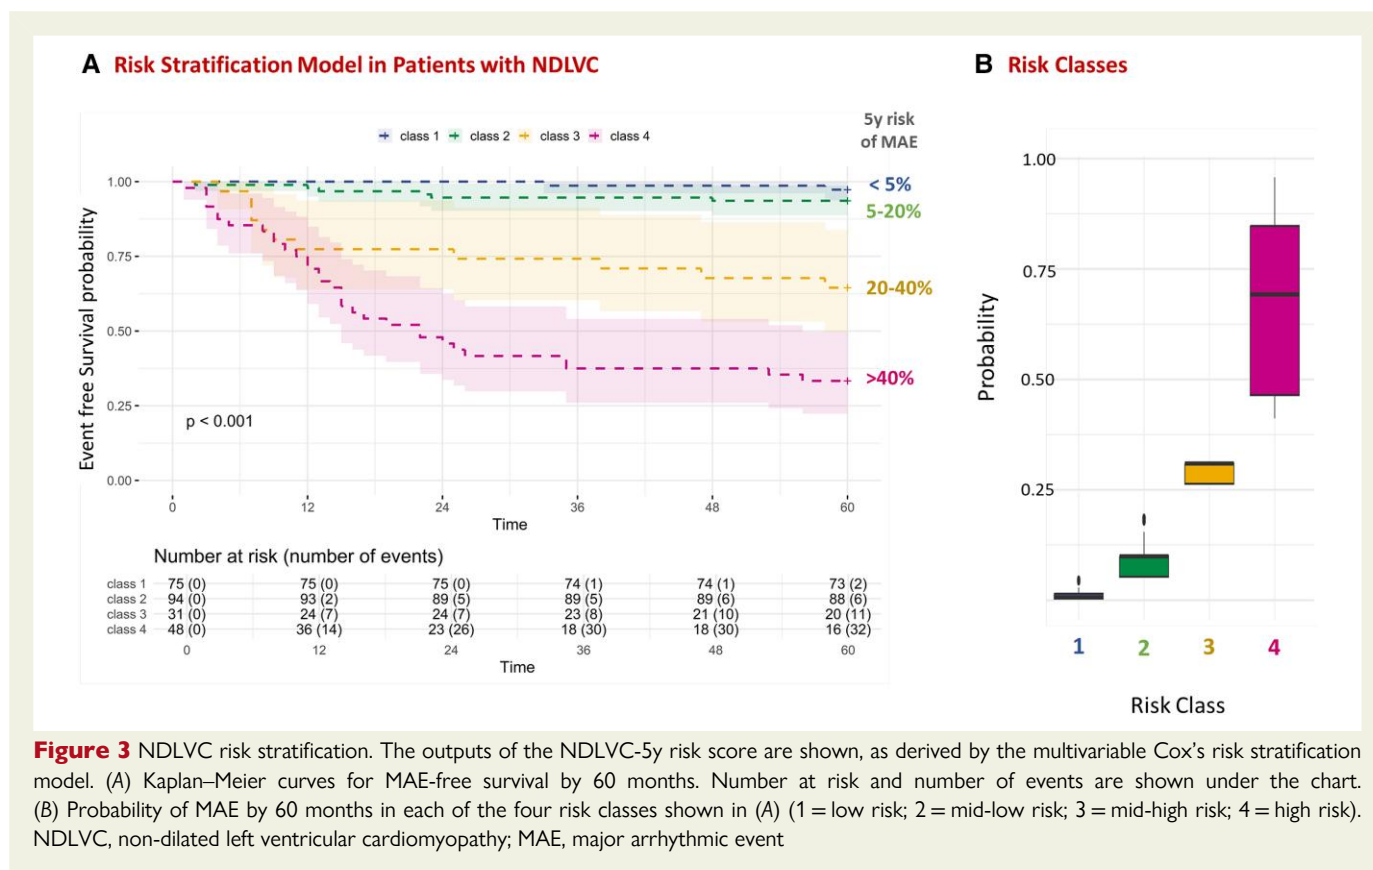 A Risk Stratification Model in Patients with NDLVC
class 1 class 2 class 3 class 4
5y risk
of MAE
Event free Survival probability
1.00
0.75
0.50
0.25
0.00
< 5%
5-20%
20-40%
>40%
p < 0.001
0 12 24 36 48 60
Time
Number at risk (number of events)
class 1 75 (0) 75 (0) 75 (0) 74 (1) 74 (1) 73 (2)
class 2 94 (0) 93 (2) 89 (5) 89 (5) 89 (6) 88 (6)
class 3 31 (0) 24 (7) 24 (7) 23 (8) 21 (10) 20 (11)
class 4 48 (0) 36 (14) 23 (26) 18 (30) 18 (30) 16 (32)
0 12 24 36 48 60
Time
B Risk Classes
Probability
1.00
0.75
0.50
0.25
1 2 3 4
Risk Class
Figure 3 NDLVC risk stratification. The outputs of the NDLVC-5y risk score are shown, as derived by the multivariable Cox's risk stratification
model. (A) Kaplan–Meier curves for MAE-free survival by 60 months. Number at risk and number of events are shown under the chart.
(B) Probability of MAE by 60 months in each of the four risk classes shown in (A) (1 = low risk; 2 = mid-low risk; 3 = mid-high risk; 4 = high risk).
NDLVC, non-dilated left ventricular cardiomyopathy; MAE, major arrhythmic event